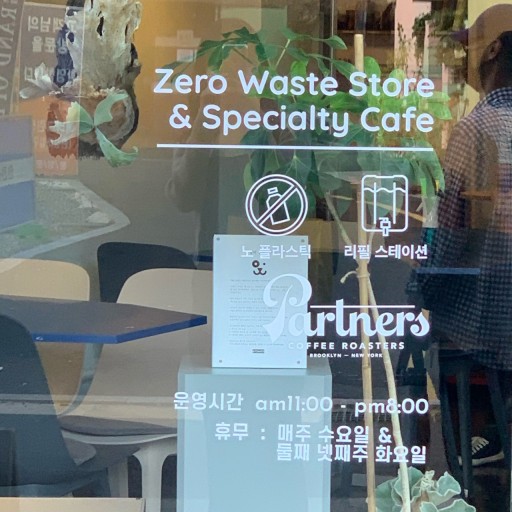 Zero Waste Store
& Specialty Cafe
노 플라스틱
리필 스테이션
Partners
COFFEE ROASTERS
BROOKLYN — NEW YORK
운영시간 am11:00 - pm8:00
휴무 : 매주 수요일 &
둘째 넷째주 화요일